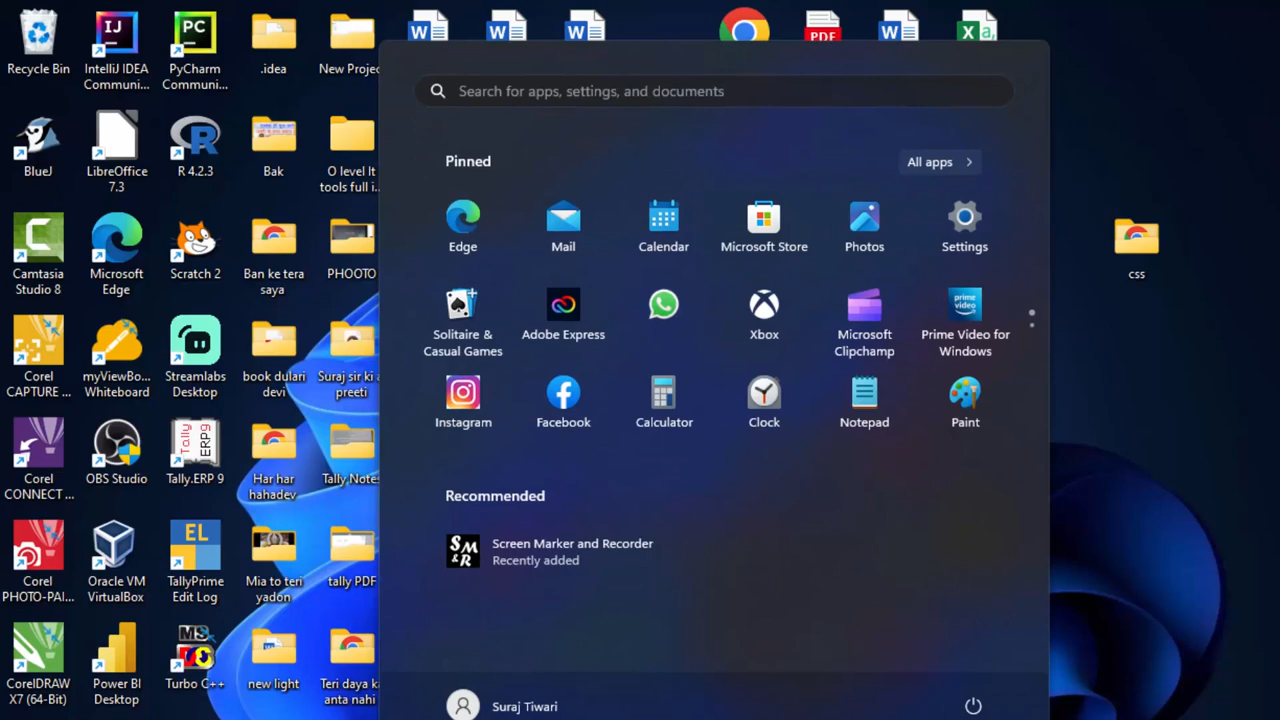 Recycle Bin
IntelliJ IDEA
Communi...
PyCharm
Communi...
.idea
New Projec
BlueJ
LibreOffice
7.3
R 4.2.3
Bak
O level It
tools full i...
Camtasia
Studio 8
Microsoft
Edge
Scratch 2
Ban ke tera
saya
PHOOTO
Corel
CAPTURE ...
myViewBo...
Whiteboard
Streamlabs
Desktop
book dulari
devi
Suraj sir ki a
preeti
Corel
CONNECT ...
OBS Studio
Tally.ERP 9
Har har
hahadev
Tally Notes
Corel
PHOTO-PAI...
Oracle VM
VirtualBox
TallyPrime
Edit Log
Mia to teri
yadon
tally PDF
CorelDRAW
X7 (64-Bit)
Power BI
Desktop
Turbo C++
new light
Teri daya ka
anta nahi
PDF
Search for apps, settings, and documents
Pinned
All apps
Edge
Mail
Calendar
Microsoft Store
Photos
Settings
Solitaire &
Casual Games
Adobe Express
Xbox
Microsoft
Clipchamp
prime
video
Prime Video for
Windows
Instagram
Facebook
Calculator
Clock
Notepad
Paint
Recommended
Screen Marker and Recorder
Recently added
Suraj Tiwari
css